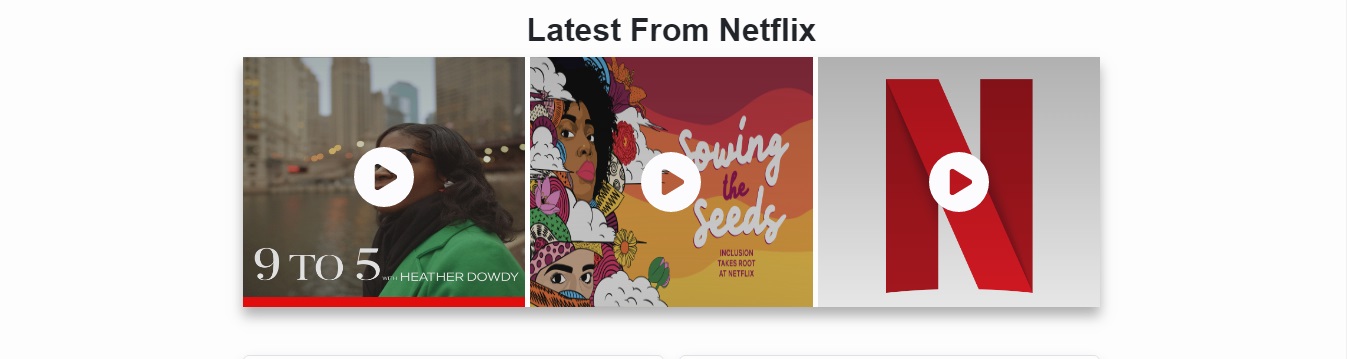 Latest From Netflix
9 TO 5 WITH HEATHER DOWDY
Sowing
the
Seeds
INCLUSION
TAKES ROOT
AT NETFLIX
N